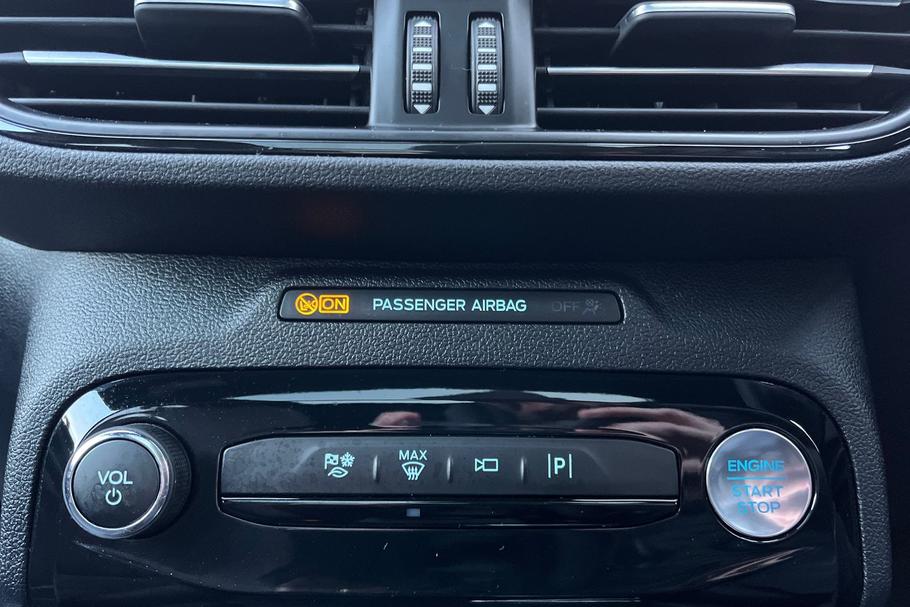 ON PASSENGER AIRBAG OFF
VOL
MAX
P
ENGINE
START
STOP